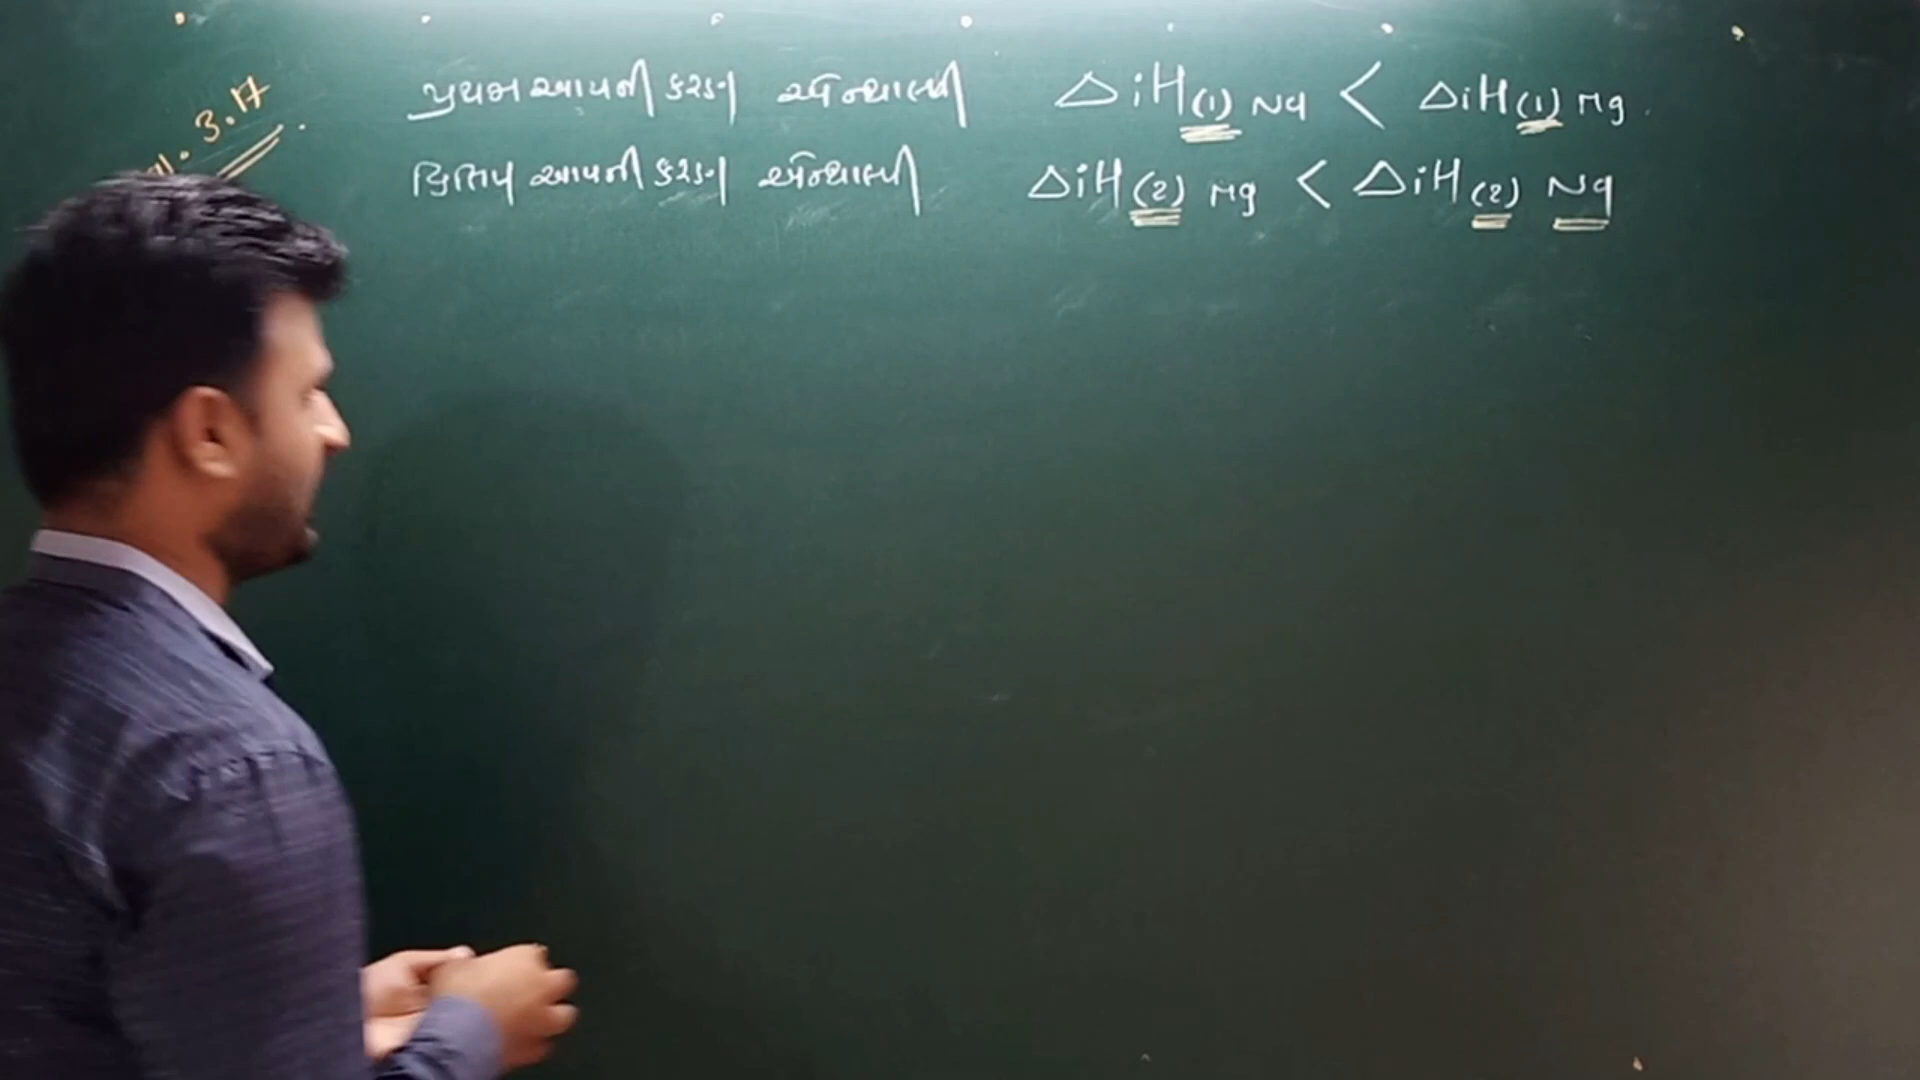 3.17
પ્રથમ આયનીકરણ એન્થાલ્પી ΔiH(1) Na < ΔiH(1) Mg.
દ્વિતિય આયનીકરણ એન્થાલ્પી ΔiH(2) Mg < ΔiH(2) Na